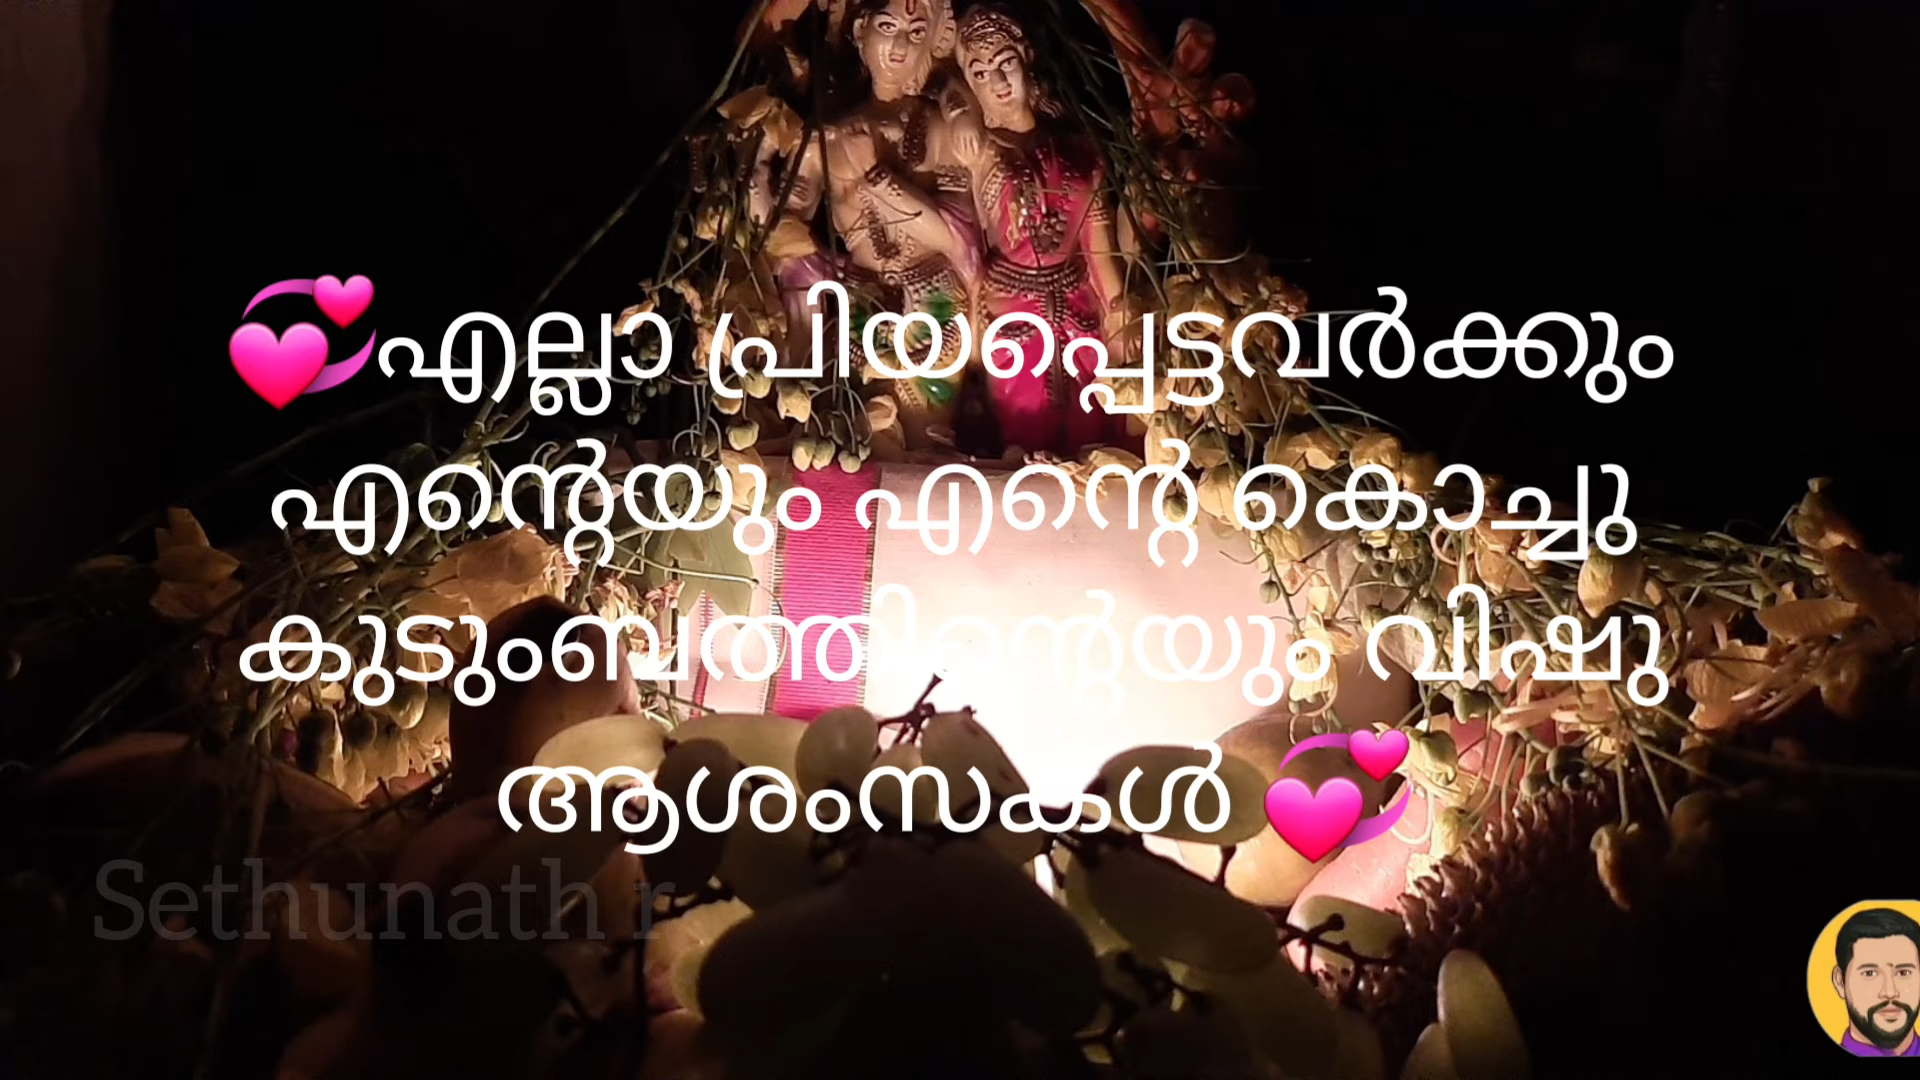 💞എല്ലാ പ്രിയപ്പെട്ടവർക്കും
എന്റെയും എന്റെ കൊച്ചു
കുടുംബത്തിന്റെയും വിഷു
ആശംസകൾ 💞
Sethunath r